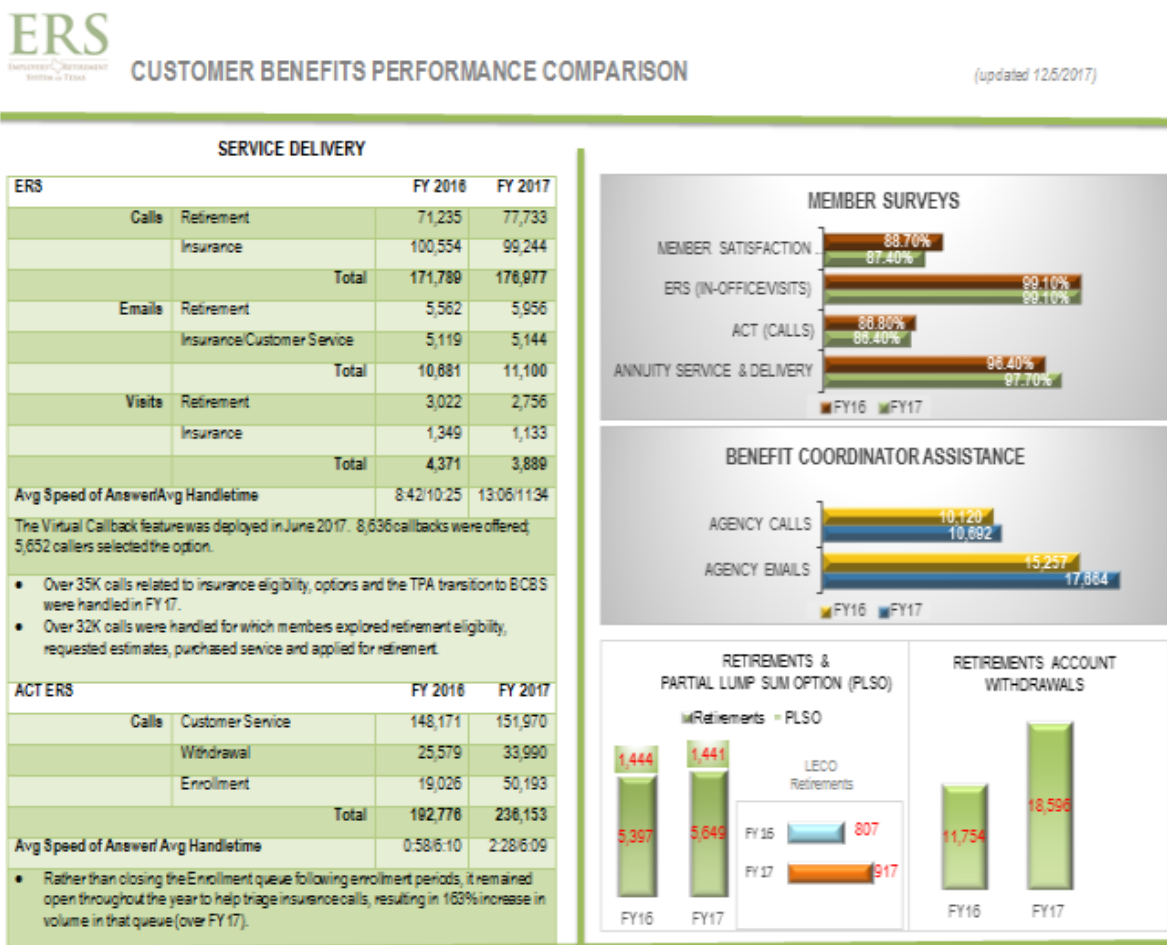 ERS
EMPLOYEES RETIREMENT
SYSTEM OF TEXAS
CUSTOMER BENEFITS PERFORMANCE COMPARISON
(updated 12/5/2017)
SERVICE DELIVERY
ERS FY 2016 FY 2017
Calls Retirement 71,235 77,733
Insurance 100,554 99,244
Total 171,789 176,977
Emails Retirement 5,562 5,956
Insurance/Customer Service 5,119 5,144
Total 10,681 11,100
Visits Retirement 3,022 2,756
Insurance 1,349 1,133
Total 4,371 3,889
Avg Speed of Answer/Avg Handletime 8:42/10:25 13:06/11:34
The Virtual Callback feature was deployed in June 2017. 8,636 callbacks were offered;
5,652 callers selected the option.
• Over 35K calls related to insurance eligibility, options and the TPA transition to BCBS
were handled in FY 17.
• Over 32K calls were handled for which members explored retirement eligibility,
requested estimates, purchased service and applied for retirement.
ACT ERS FY 2016 FY 2017
Calls Customer Service 148,171 151,970
Withdrawal 25,579 33,990
Enrollment 19,026 50,193
Total 192,776 236,153
Avg Speed of Answer/ Avg Handletime 0:58/6:10 2:28/6:09
• Rather than closing the Enrollment queue following enrollment periods, it remained
open throughout the year to help triage insurance calls, resulting in 163% increase in
volume in that queue (over FY 17).
MEMBER SURVEYS
MEMBER SATISFACTION 88.70%
87.40%
ERS (IN-OFFICE/VISITS) 99.10%
99.10%
ACT (CALLS) 86.80%
86.40%
ANNUITY SERVICE & DELIVERY 96.40%
97.70%
FY16 FY17
BENEFIT COORDINATOR ASSISTANCE
AGENCY CALLS 10,120
10,692
AGENCY EMAILS 15,257
17,664
FY16 FY17
RETIREMENTS &
PARTIAL LUMP SUM OPTION (PLSO)
Retirements PLSO
1,444 1,441
5,397 5,649
FY16 FY17
LECO
Retirements
FY 16 807
FY 17 917
RETIREMENTS ACCOUNT
WITHDRAWALS
11,754 18,596
FY16 FY17